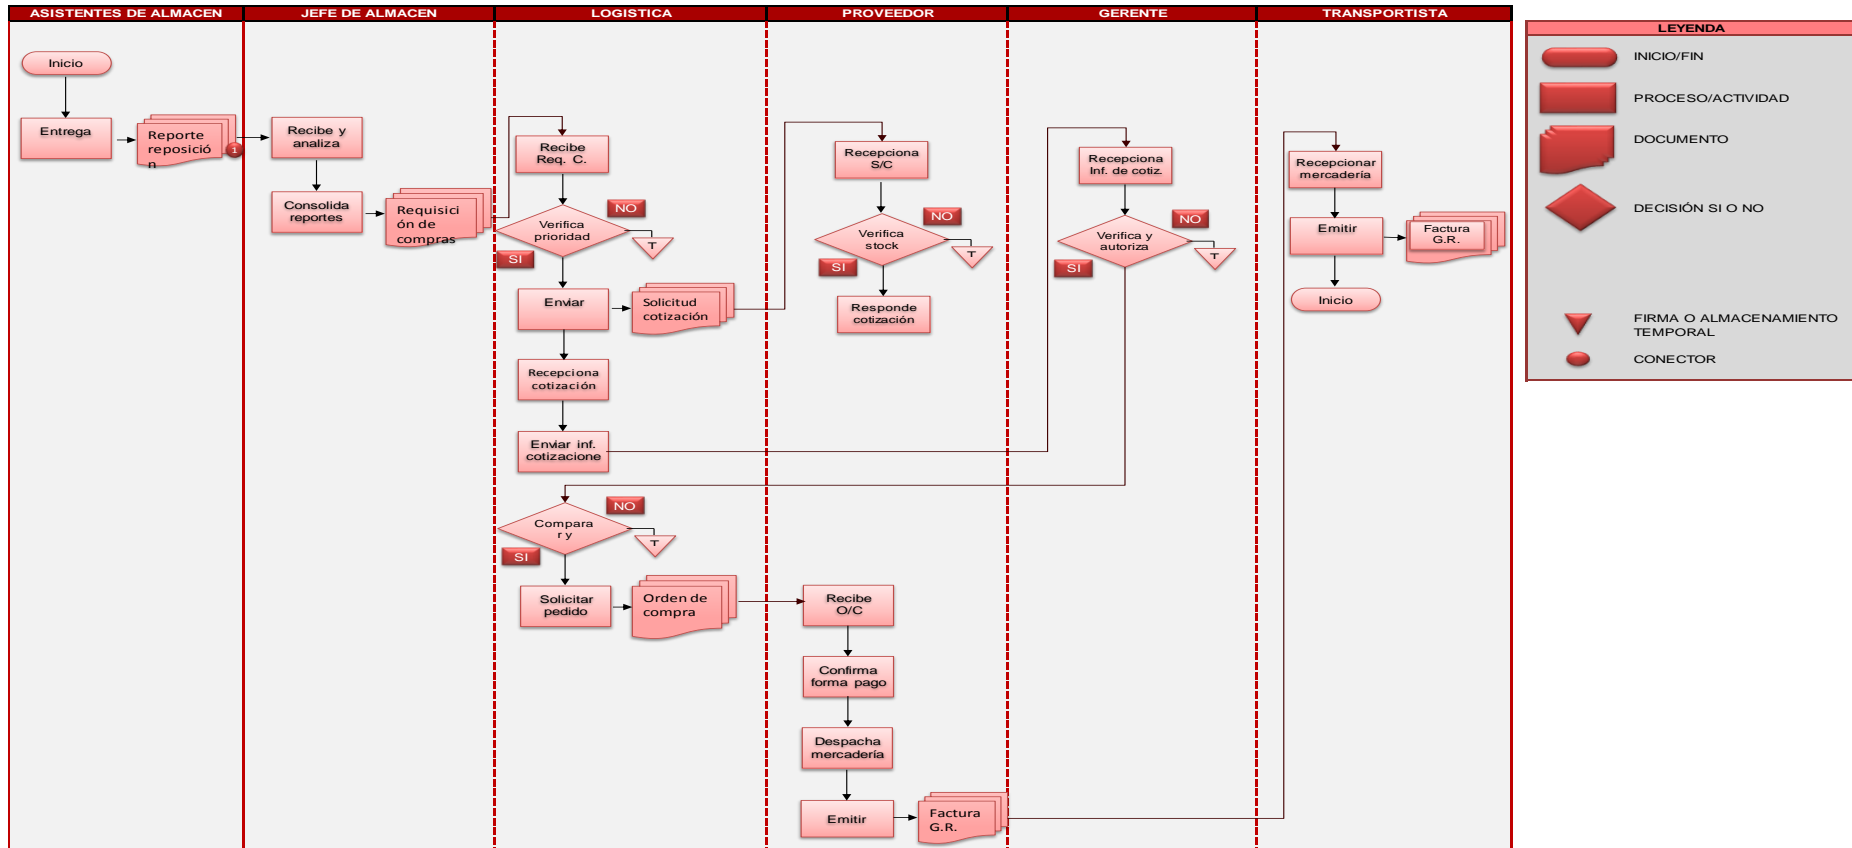 ASISTENTES DE ALMACEN
JEFE DE ALMACEN
LOGISTICA
PROVEEDOR
GERENTE
TRANSPORTISTA
Inicio
Entrega
Reporte
reposició
n
1
Recibe y
analiza
Consolida
reportes
Requisici
ón de
compras
Recibe
Req. C.
Verifica
prioridad
NO
T
SI
Enviar
Solicitud
cotización
Recepciona
cotización
Enviar inf.
cotizacione
Compara
r y
NO
T
SI
Solicitar
pedido
Orden de
compra
Recepciona
S/C
Verifica
stock
NO
T
SI
Responde
cotización
Recibe
O/C
Confirma
forma pago
Despacha
mercadería
Emitir
Factura
G.R.
Recepciona
Inf. de cotiz.
Verifica y
autoriza
NO
T
SI
Recepcionar
mercadería
Emitir
Factura
G.R.
Inicio
LEYENDA
INICIO/FIN
PROCESO/ACTIVIDAD
DOCUMENTO
DECISIÓN SI O NO
FIRMA O ALMACENAMIENTO
TEMPORAL
CONECTOR